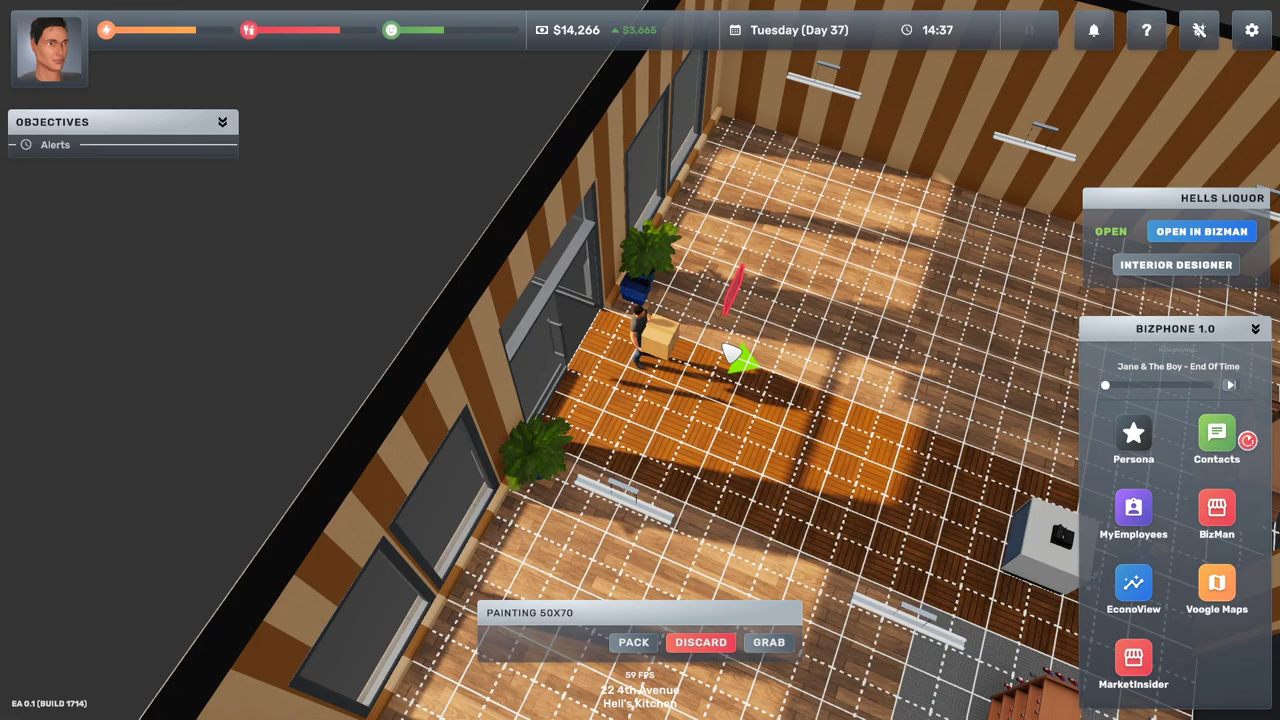 $14,266
$3,665
Tuesday (Day 37)
14:37
?
OBJECTIVES
Alerts
HELLS LIQUOR
OPEN
OPEN IN BIZMAN
INTERIOR DESIGNER
BIZPHONE 1.0
Jane & The Boy - End Of Time
Persona
Contacts
MyEmployees
BizMan
EconoView
Voogle Maps
MarketInsider
PAINTING 50X70
PACK
DISCARD
GRAB
59 FPS
22 4th Avenue
Hell's Kitchen
EA 0.1 (BUILD 1714)